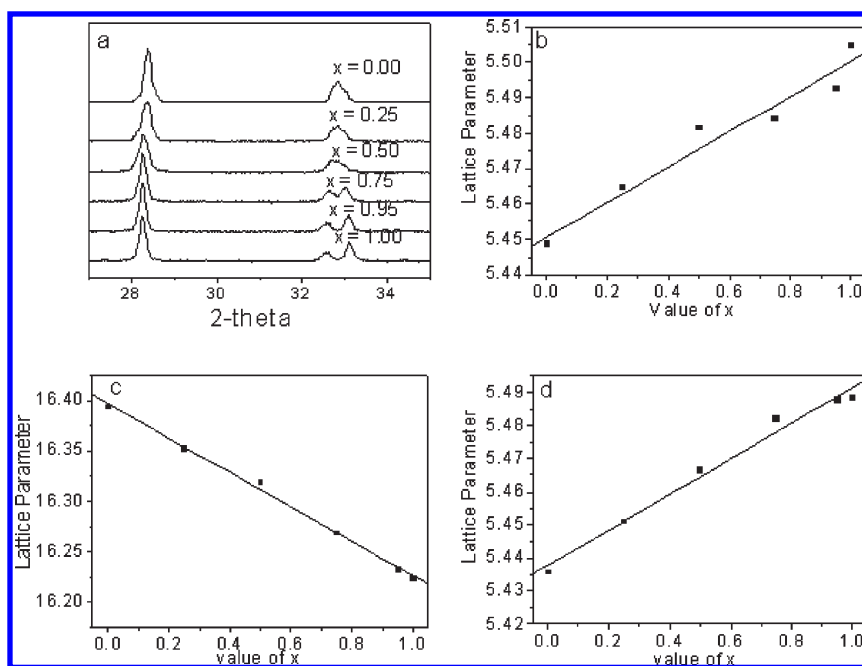 a
x = 0.00
x = 0.25
x = 0.50
x = 0.75
x = 0.95
x = 1.00
28 30 32 34
2-theta
b
5.51
5.50
5.49
5.48
5.47
5.46
5.45
5.44
Lattice Parameter
0.0 0.2 0.4 0.6 0.8 1.0
Value of x
c
16.40
16.35
16.30
16.25
16.20
Lattice Parameter
0.0 0.2 0.4 0.6 0.8 1.0
value of x
d
5.49
5.48
5.47
5.46
5.45
5.44
5.43
5.42
Lattice Parameter
0.0 0.2 0.4 0.6 0.8 1.0
value of x